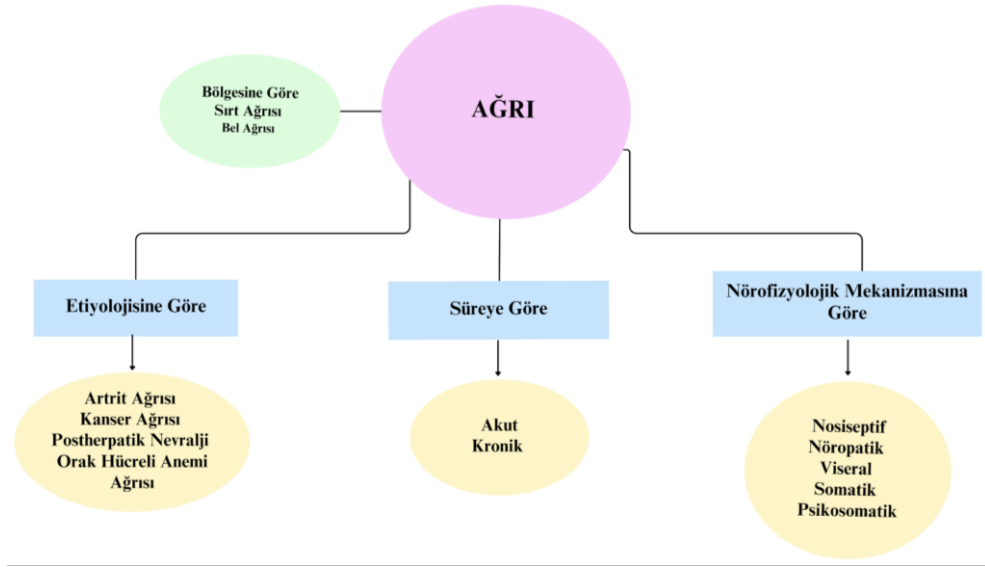 AĞRI
Bölgesine Göre
Sırt Ağrısı
Bel Ağrısı
Etiyolojisine Göre
Artrit Ağrısı
Kanser Ağrısı
Postherpatik Nevralji
Orak Hücreli Anemi
Ağrısı
Süreye Göre
Akut
Kronik
Nörofizyolojik Mekanizmasına
Göre
Nosiseptif
Nöropatik
Viseral
Somatik
Psikosomatik